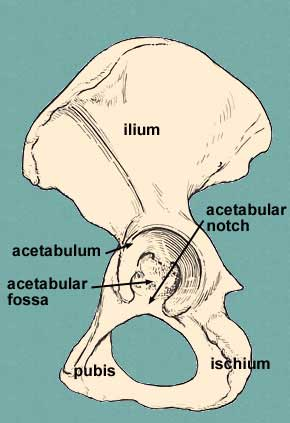 ilium
acetabular
notch
acetabulum
acetabular
fossa
pubis
ischium